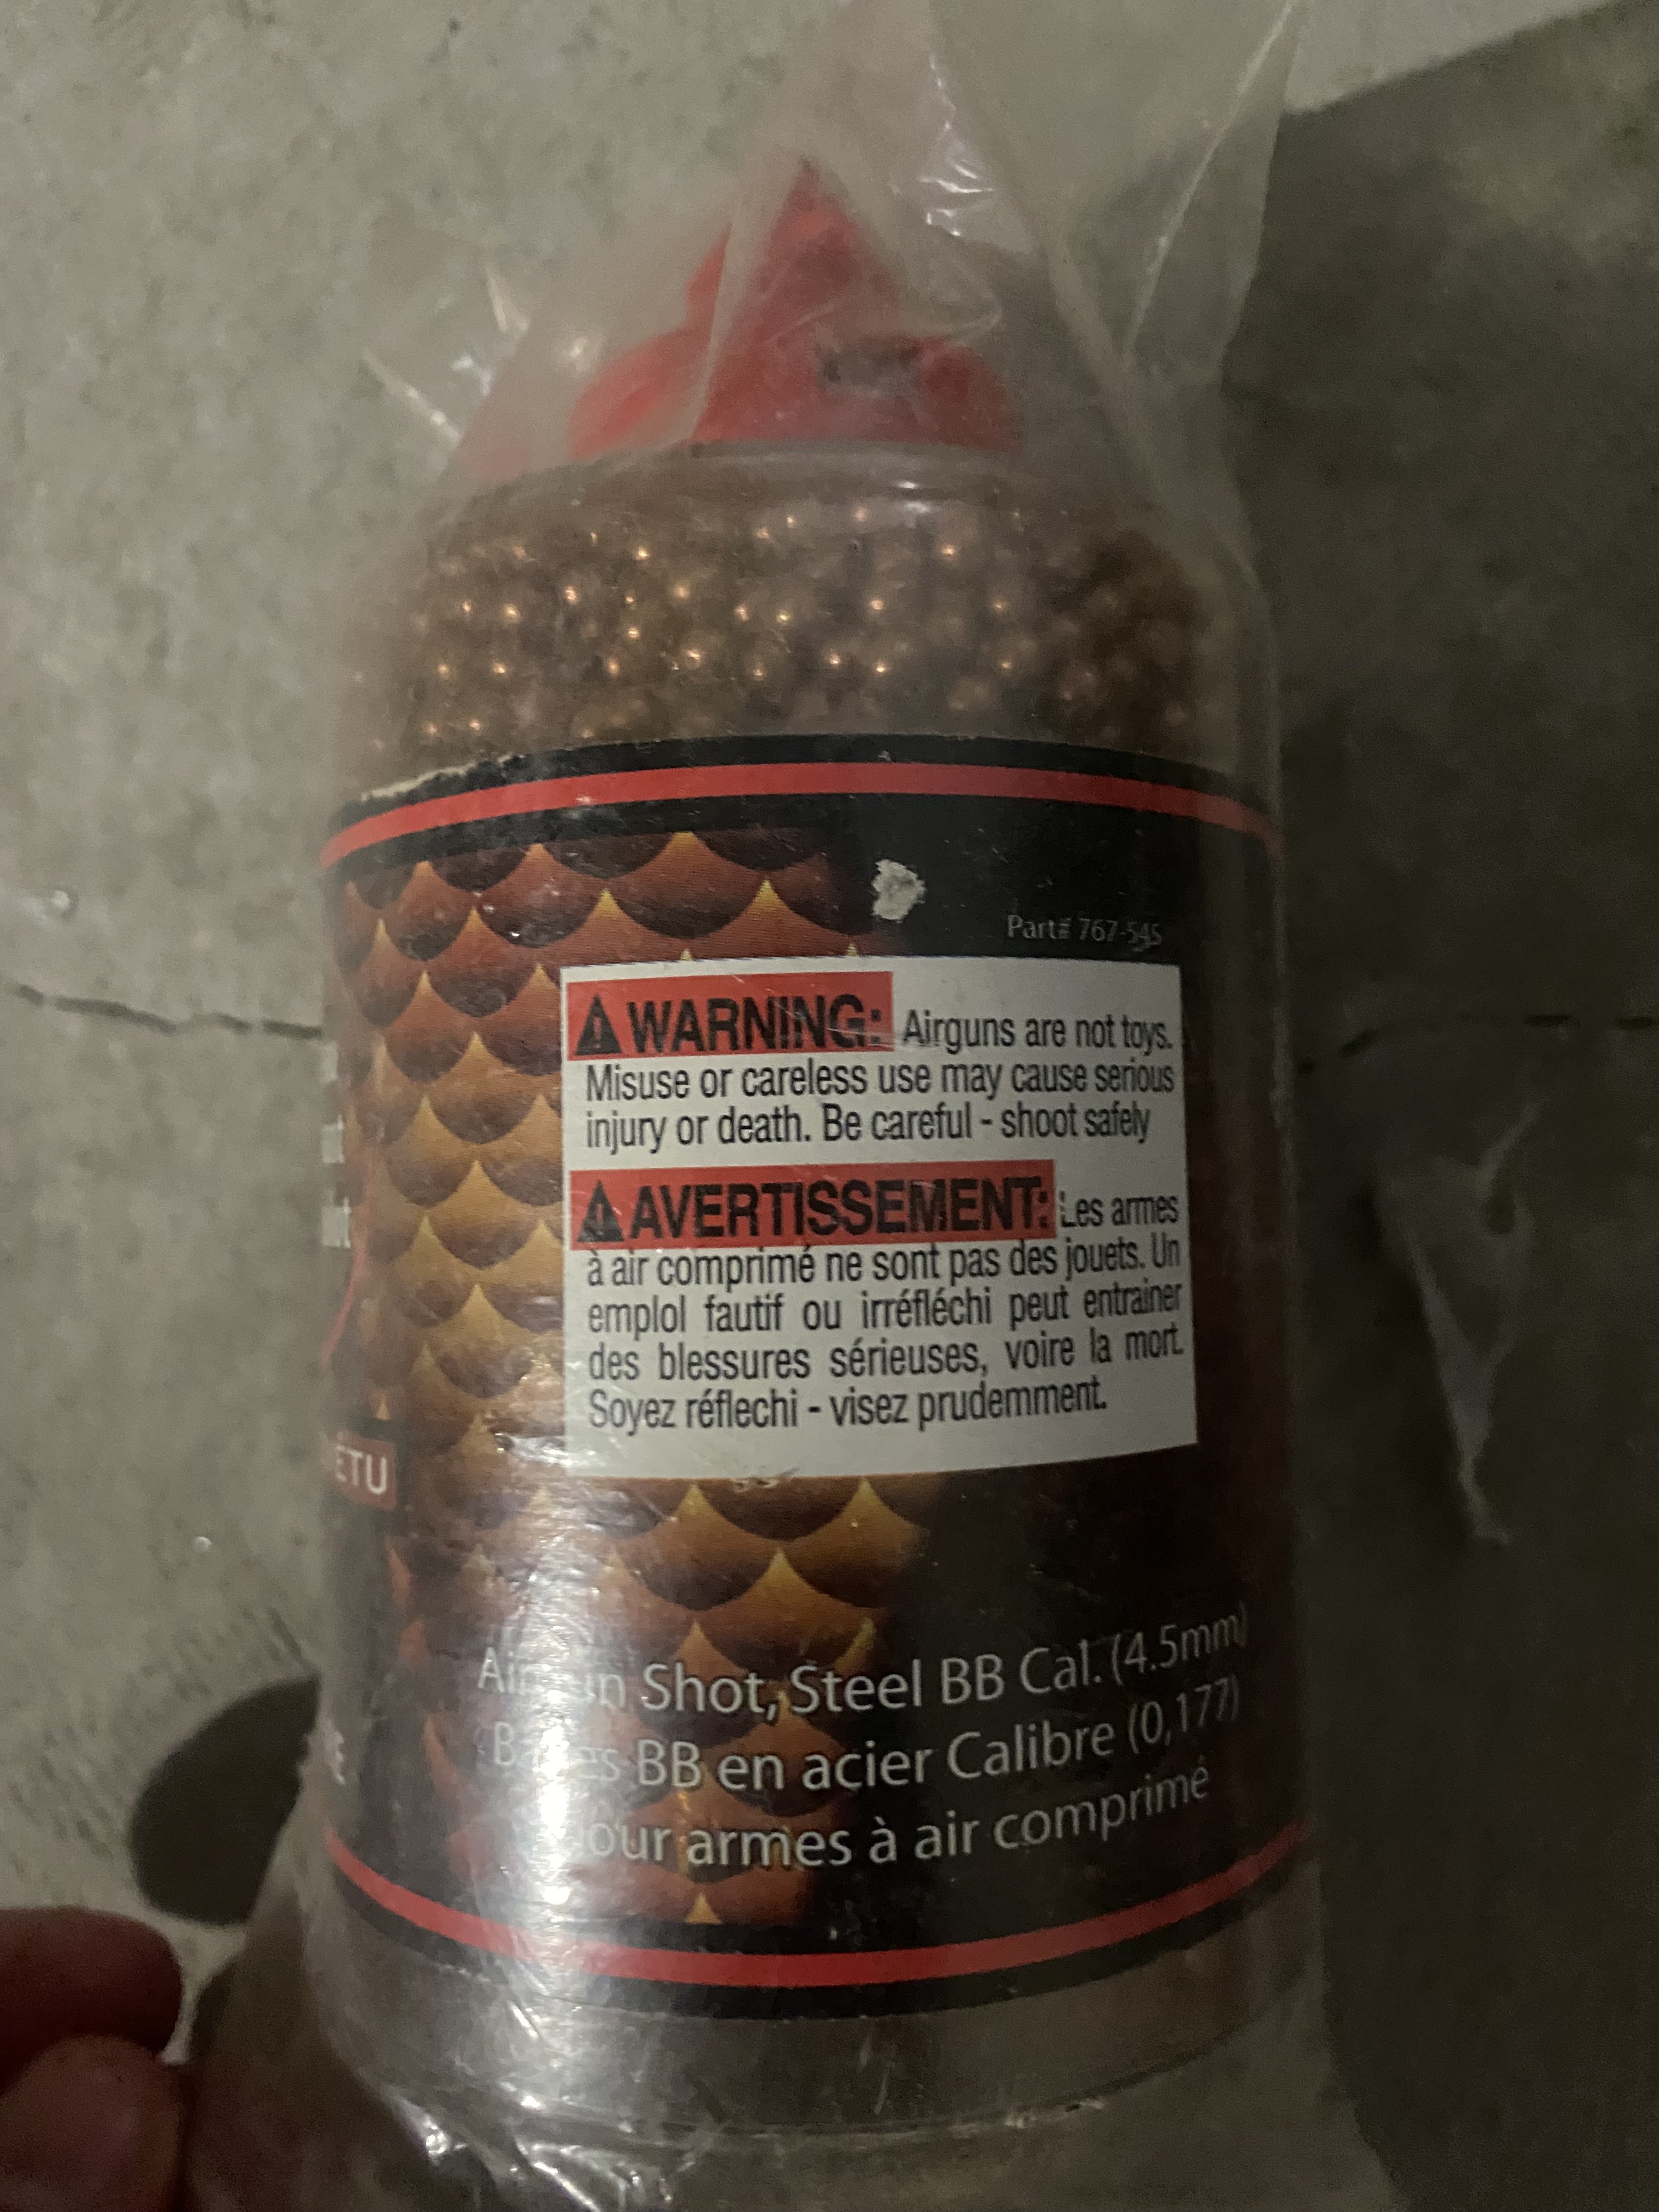 Part# 767-545
WARNING: Airguns are not toys.
Misuse or careless use may cause serious
injury or death. Be careful - shoot safely
AVERTISSEMENT: Les armes
à air comprimé ne sont pas des jouets. Un
emplol fautif ou irréfléchi peut entrainer
des blessures sérieuses, voire la mort.
Soyez réflechi - visez prudemment.
ÊTU
Shot, Steel BB Cal. (4.5mm)
BB en acier Calibre (0,177)
our armes à air comprimé